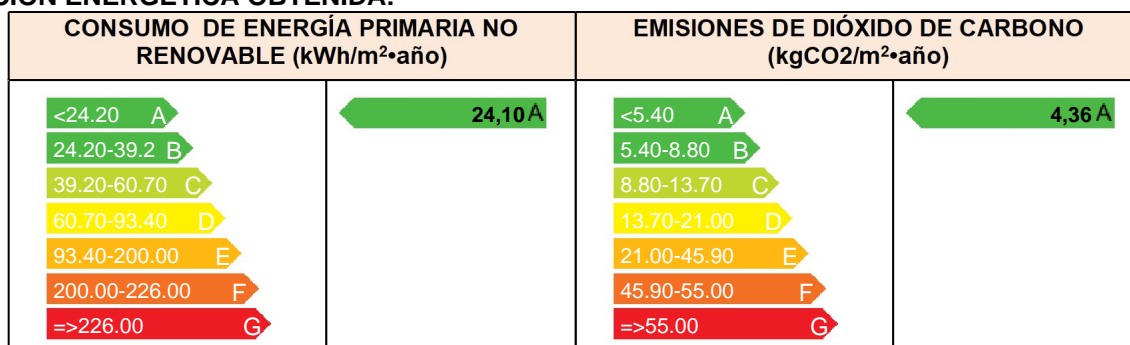 SIÓN ENERGÉTICA OBTENIDA:
CONSUMO DE ENERGÍA PRIMARIA NO
RENOVABLE (kWh/m²•año)
EMISIONES DE DIÓXIDO DE CARBONO
(kgCO2/m²•año)
<24.20 A
24.20-39.2 B
39.20-60.70 C
60.70-93.40 D
93.40-200.00 E
200.00-226.00 F
=>226.00 G
24,10 A
<5.40 A
5.40-8.80 B
8.80-13.70 C
13.70-21.00 D
21.00-45.90 E
45.90-55.00 F
=>55.00 G
4,36 A